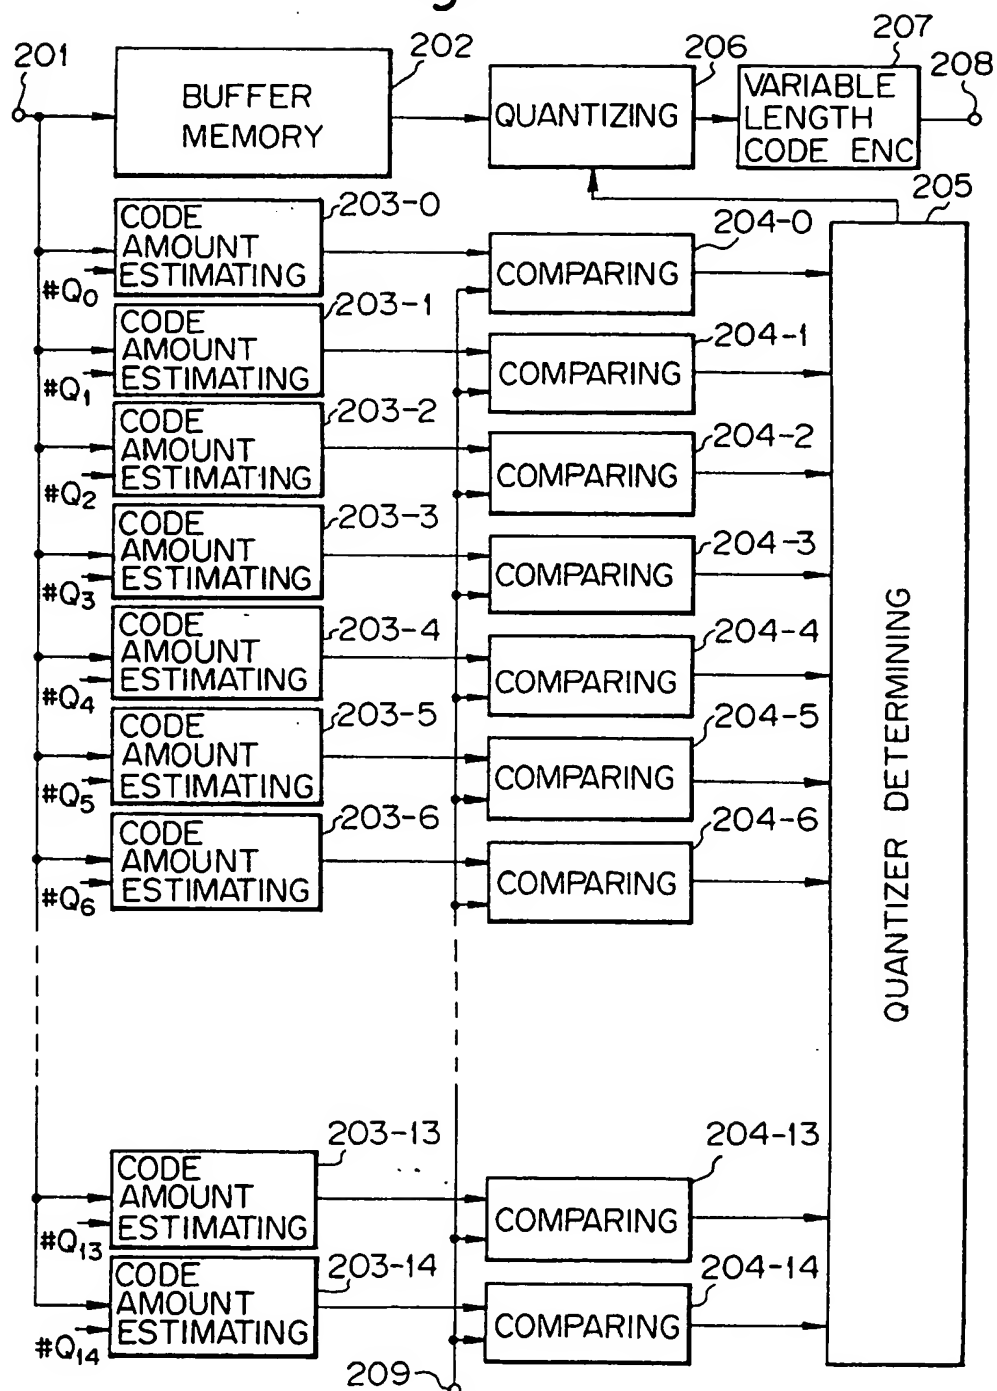 201
BUFFER
MEMORY
202
QUANTIZING
206
VARIABLE
LENGTH
CODE ENC
207
208
205
CODE
AMOUNT
ESTIMATING
203-0
#Q0
COMPARING
204-0
CODE
AMOUNT
ESTIMATING
203-1
#Q1
COMPARING
204-1
CODE
AMOUNT
ESTIMATING
203-2
#Q2
COMPARING
204-2
CODE
AMOUNT
ESTIMATING
203-3
#Q3
COMPARING
204-3
CODE
AMOUNT
ESTIMATING
203-4
#Q4
COMPARING
204-4
CODE
AMOUNT
ESTIMATING
203-5
#Q5
COMPARING
204-5
CODE
AMOUNT
ESTIMATING
203-6
#Q6
COMPARING
204-6
QUANTIZER DETERMINING
CODE
AMOUNT
ESTIMATING
203-13
#Q13
COMPARING
204-13
CODE
AMOUNT
ESTIMATING
203-14
#Q14
COMPARING
204-14
209